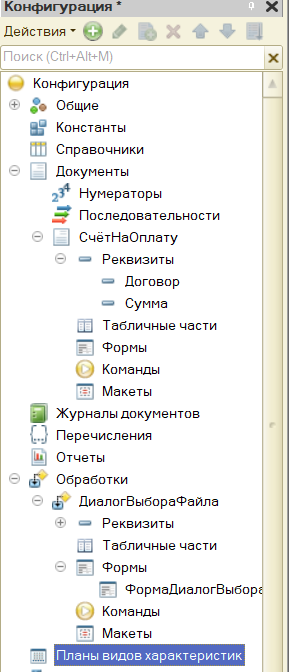 Конфигурация *
Действия
Поиск (Ctrl+Alt+M)
Конфигурация
Общие
Константы
Справочники
Документы
Нумераторы
Последовательности
СчётНаОплату
Реквизиты
Договор
Сумма
Табличные части
Формы
Команды
Макеты
Журналы документов
Перечисления
Отчеты
Обработки
ДиалогВыбораФайла
Реквизиты
Табличные части
Формы
ФормаДиалогВыбора
Команды
Макеты
Планы видов характеристик